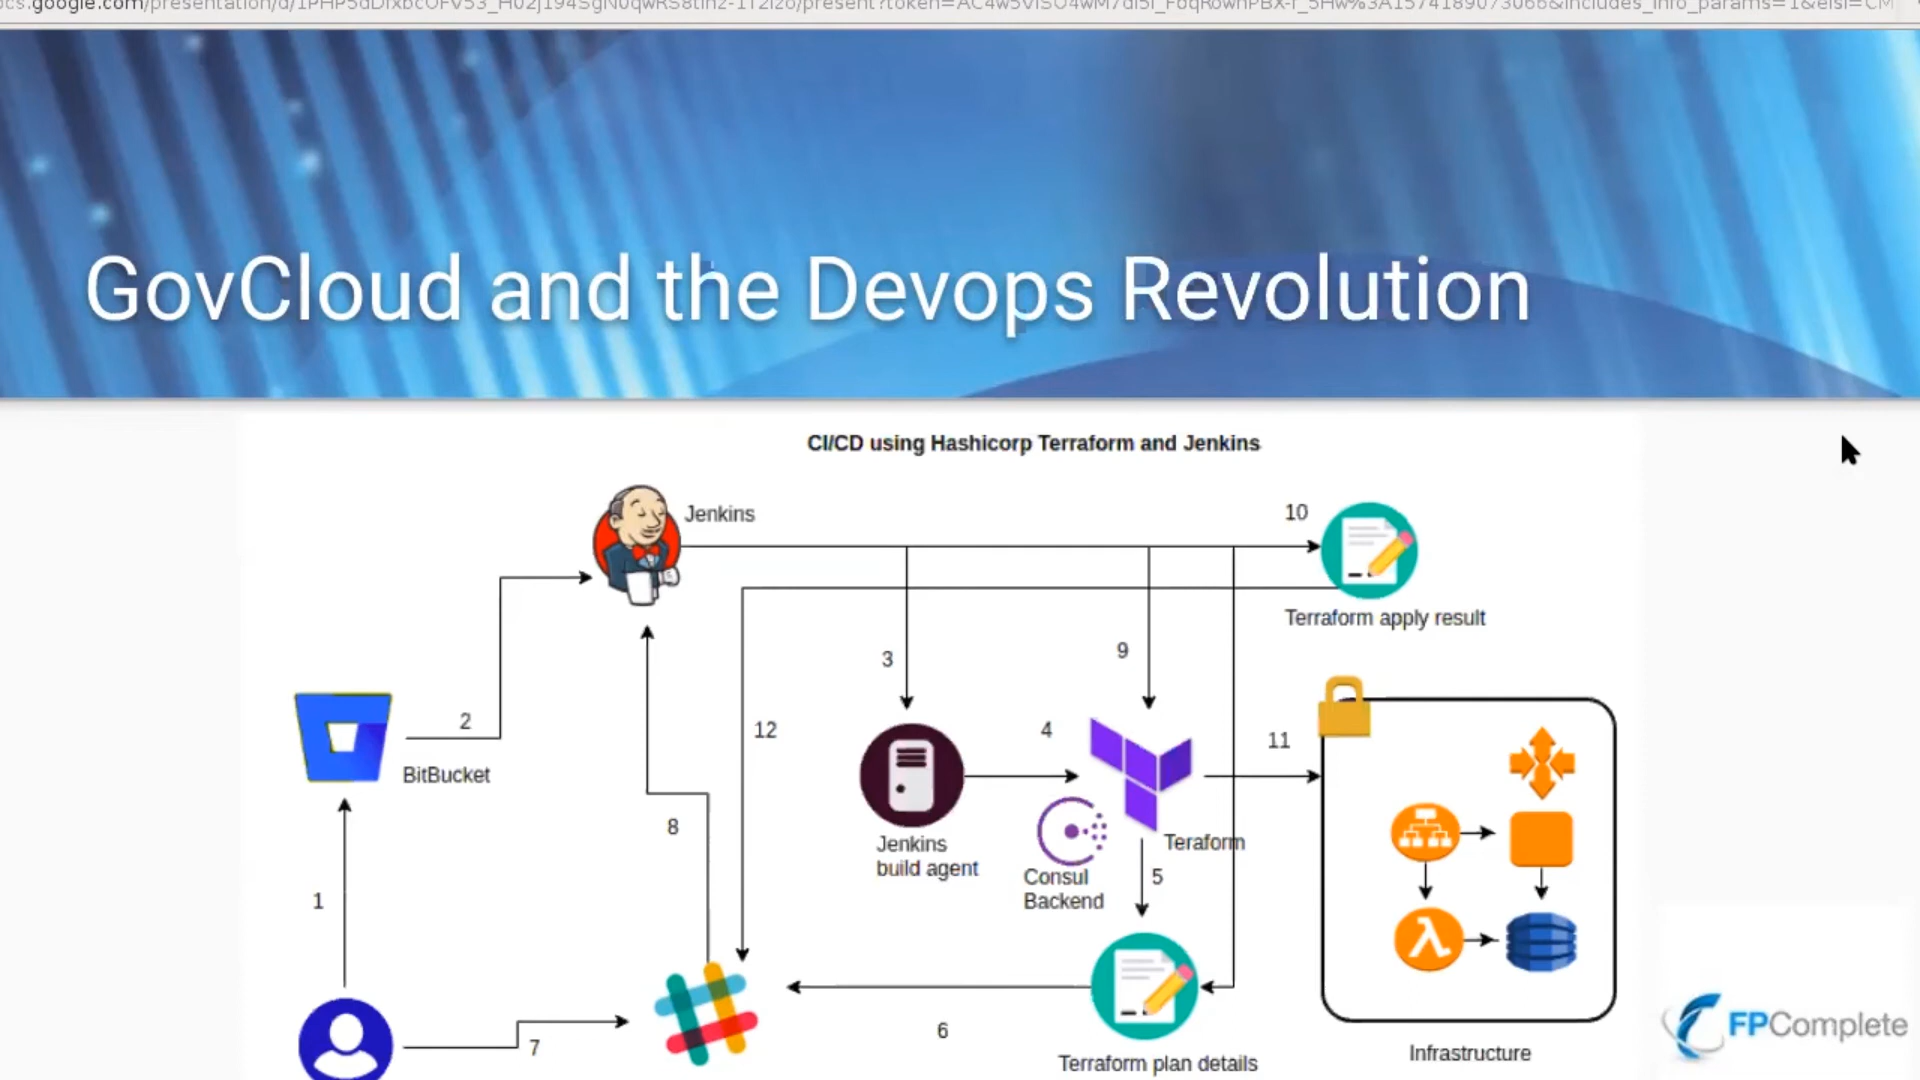 GovCloud and the Devops Revolution
CI/CD using Hashicorp Terraform and Jenkins
Jenkins
10
Terraform apply result
3
9
2
12
4
11
BitBucket
8
Jenkins
build agent
Teraform
Consul
Backend
5
1
6
7
Terraform plan details
Infrastructure
FPComplete